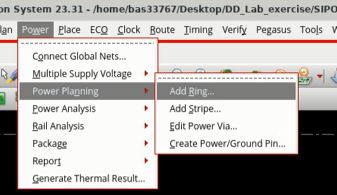 on System 23.31 - /home/bas33767/Desktop/DD_Lab_exercise/SIPO
lan Power Place ECO Clock Route Timing Verify Pegasus Tools W
Connect Global Nets...
Multiple Supply Voltage
Power Planning
Add Ring...
Power Analysis
Add Stripe...
Rail Analysis
Edit Power Via...
Package
Create Power/Ground Pin...
Report
Generate Thermal Result...